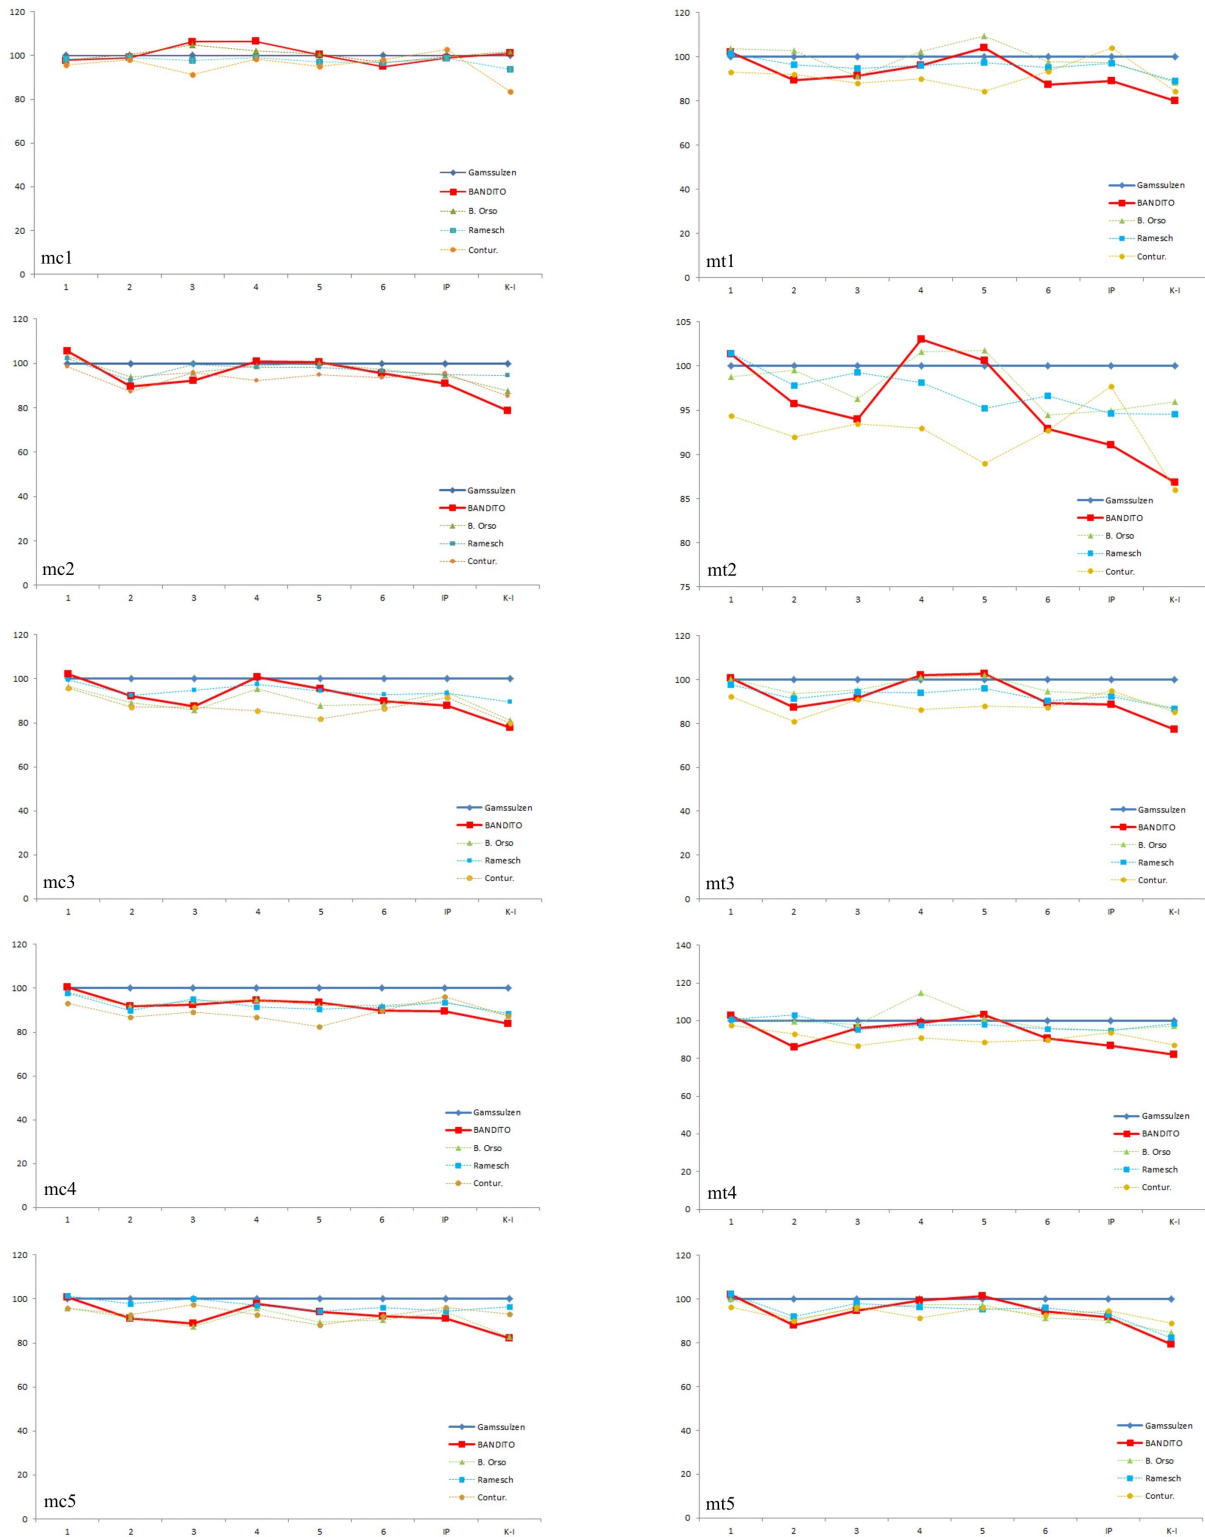 120
100
80
60
40
20
0
Gamssulzen
BANDITO
B. Orso
Ramesch
Contur.
mc1
1 2 3 4 5 6 IP K-I
120
100
80
60
40
20
0
Gamssulzen
BANDITO
B. Orso
Ramesch
Contur.
mt1
1 2 3 4 5 6 IP K-I
120
100
80
60
40
20
0
Gamssulzen
BANDITO
B. Orso
Ramesch
Contur.
mc2
1 2 3 4 5 6 IP K-I
105
100
95
90
85
80
75
Gamssulzen
BANDITO
B. Orso
Ramesch
Contur.
mt2
1 2 3 4 5 6 IP K-I
120
100
80
60
40
20
0
Gamssulzen
BANDITO
B. Orso
Ramesch
Contur.
mc3
1 2 3 4 5 6 IP K-I
120
100
80
60
40
20
0
Gamssulzen
BANDITO
B. Orso
Ramesch
Contur.
mt3
1 2 3 4 5 6 IP K-I
120
100
80
60
40
20
0
Gamssulzen
BANDITO
B. Orso
Ramesch
Contur.
mc4
1 2 3 4 5 6 IP K-I
140
120
100
80
60
40
20
0
Gamssulzen
BANDITO
B. Orso
Ramesch
Contur.
mt4
1 2 3 4 5 6 IP K-I
120
100
80
60
40
20
0
Gamssulzen
BANDITO
B. Orso
Ramesch
Contur.
mc5
1 2 3 4 5 6 IP K-I
120
100
80
60
40
20
0
Gamssulzen
BANDITO
B. Orso
Ramesch
Contur.
mt5
1 2 3 4 5 6 IP K-I